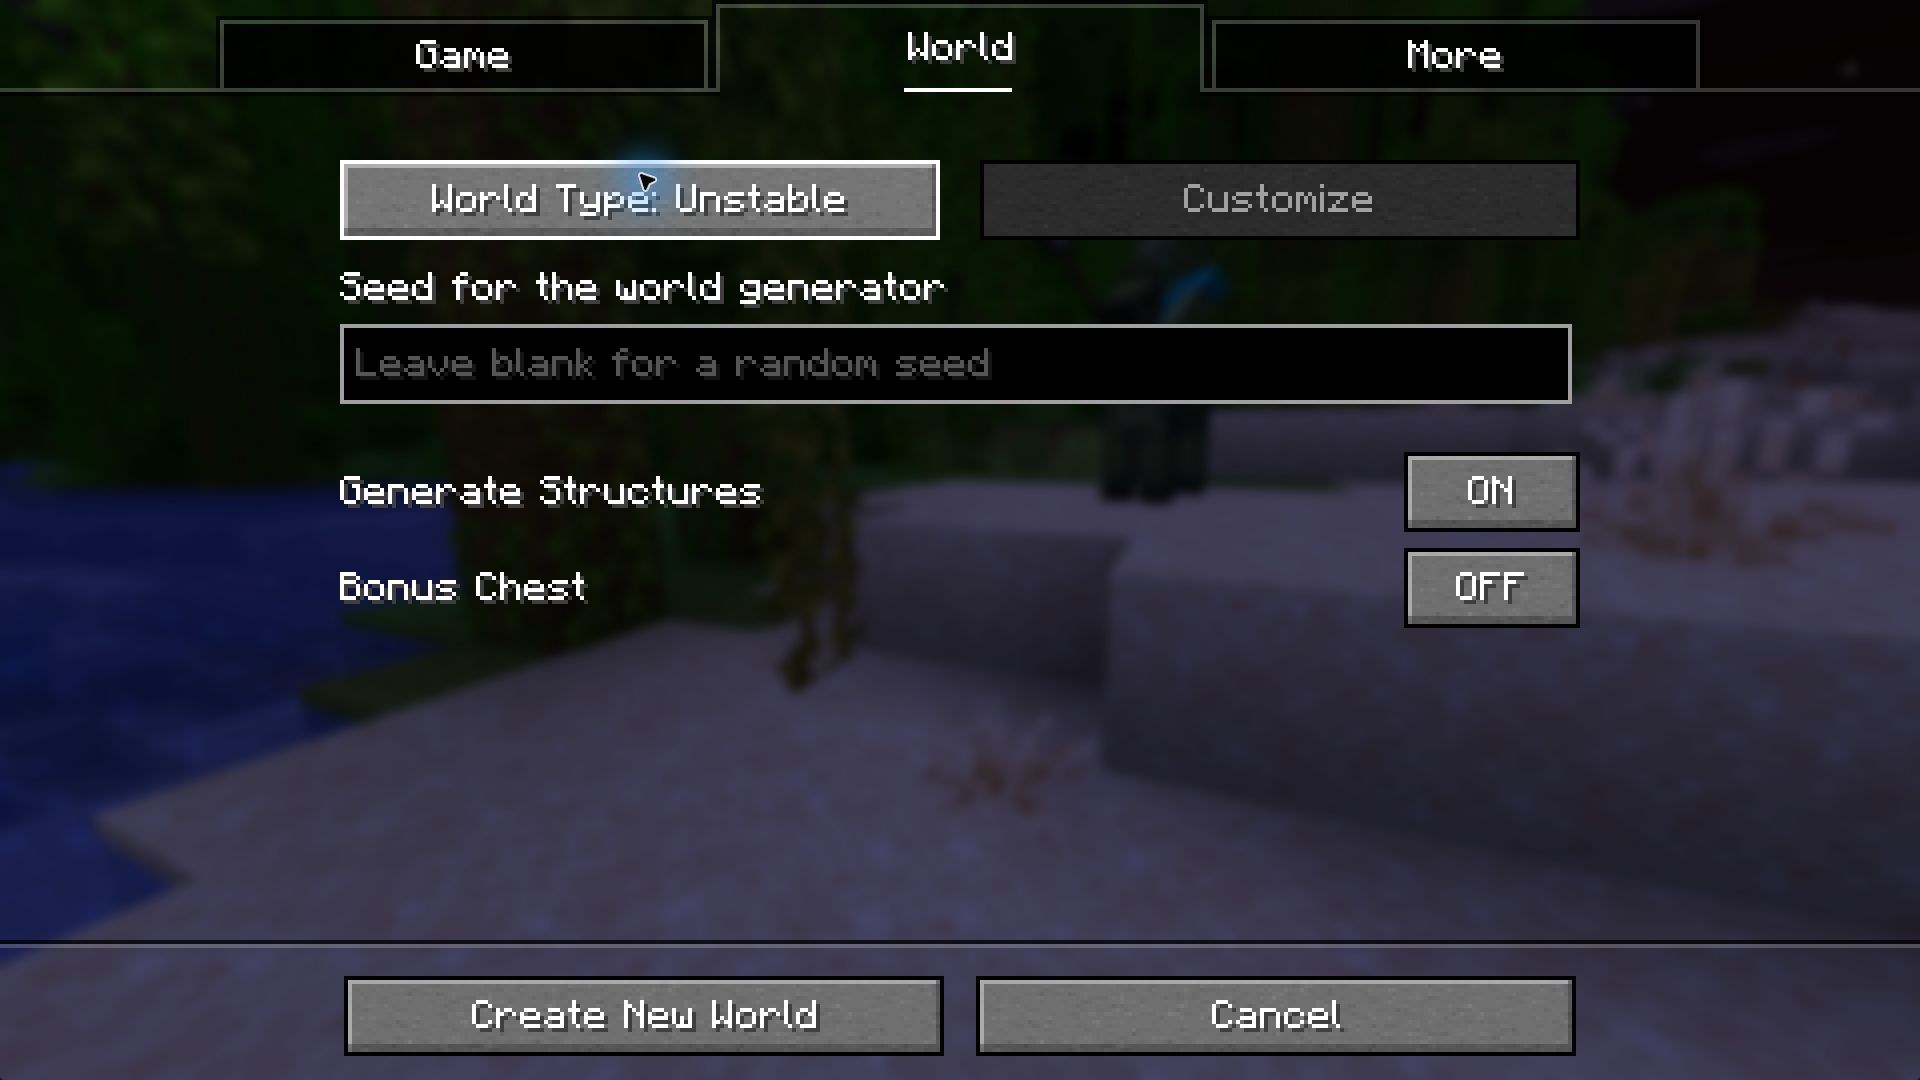 Game
World
More
World Type: Unstable
Customize
Seed for the world generator
Leave blank for a random seed
Generate Structures
ON
Bonus Chest
OFF
Create New World
Cancel